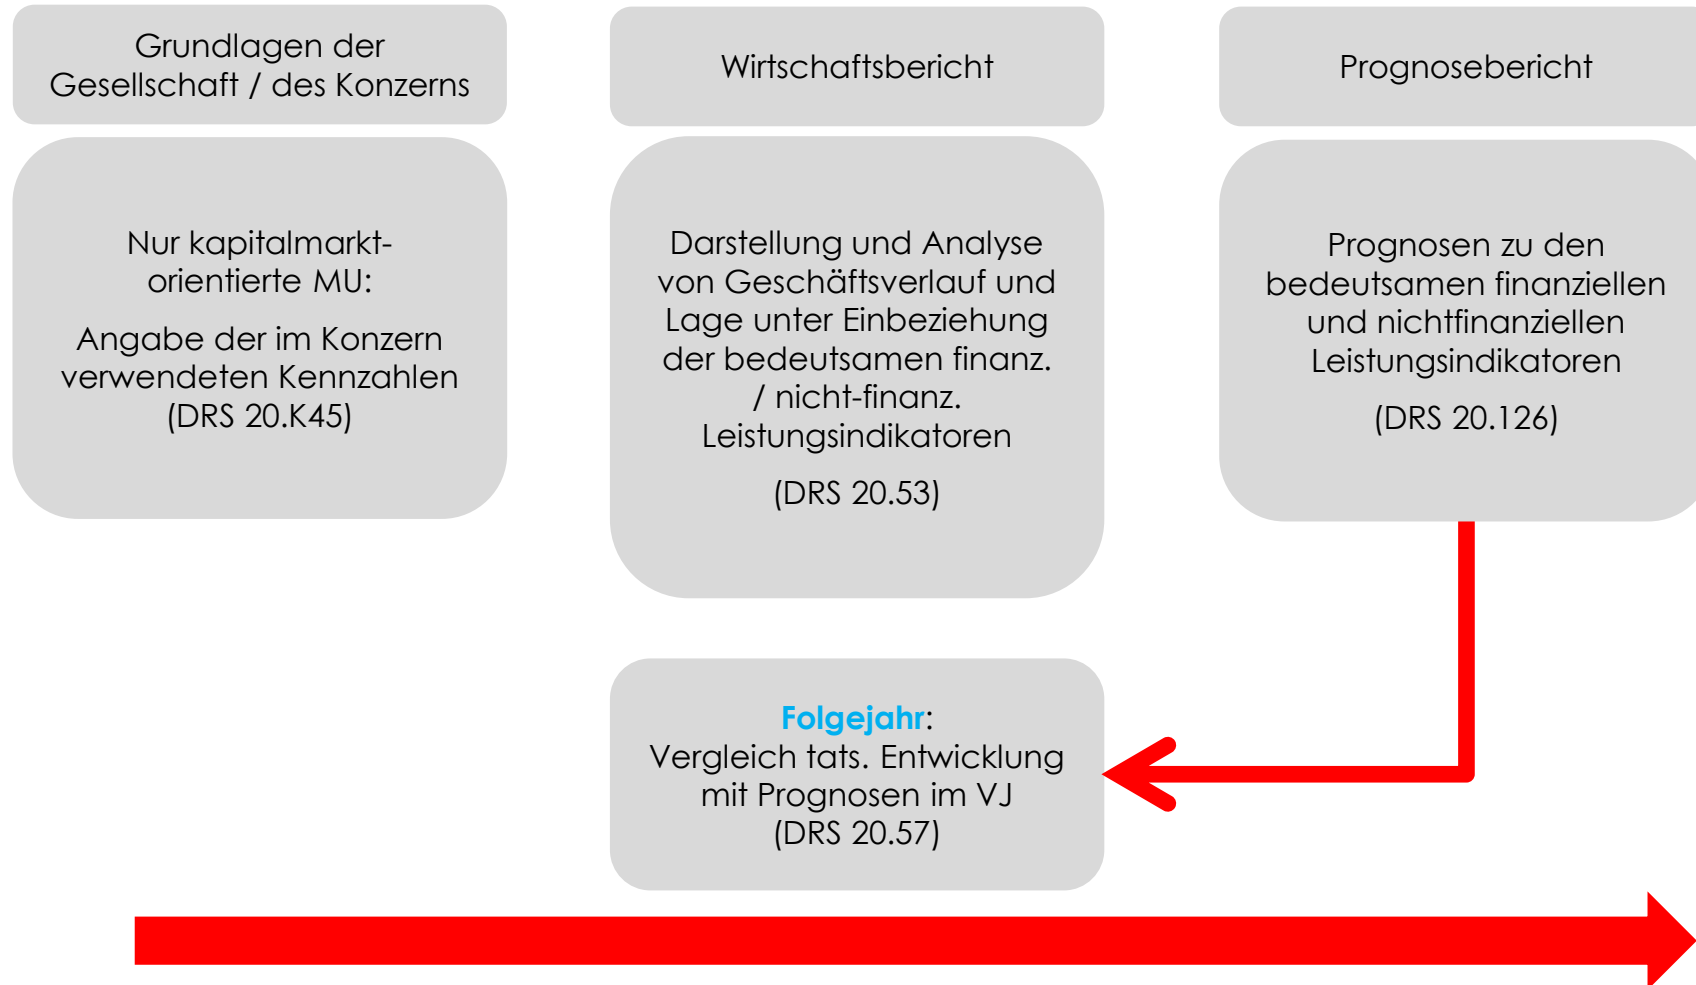 Grundlagen der
Gesellschaft / des Konzerns
Nur kapitalmarkt-
orientierte MU:
Angabe der im Konzern
verwendeten Kennzahlen
(DRS 20.K45)
Wirtschaftsbericht
Darstellung und Analyse
von Geschäftsverlauf und
Lage unter Einbeziehung
der bedeutsamen finanz.
/ nicht-finanz.
Leistungsindikatoren
(DRS 20.53)
Folgejahr:
Vergleich tats. Entwicklung
mit Prognosen im VJ
(DRS 20.57)
Prognosebericht
Prognosen zu den
bedeutsamen finanziellen
und nichtfinanziellen
Leistungsindikatoren
(DRS 20.126)